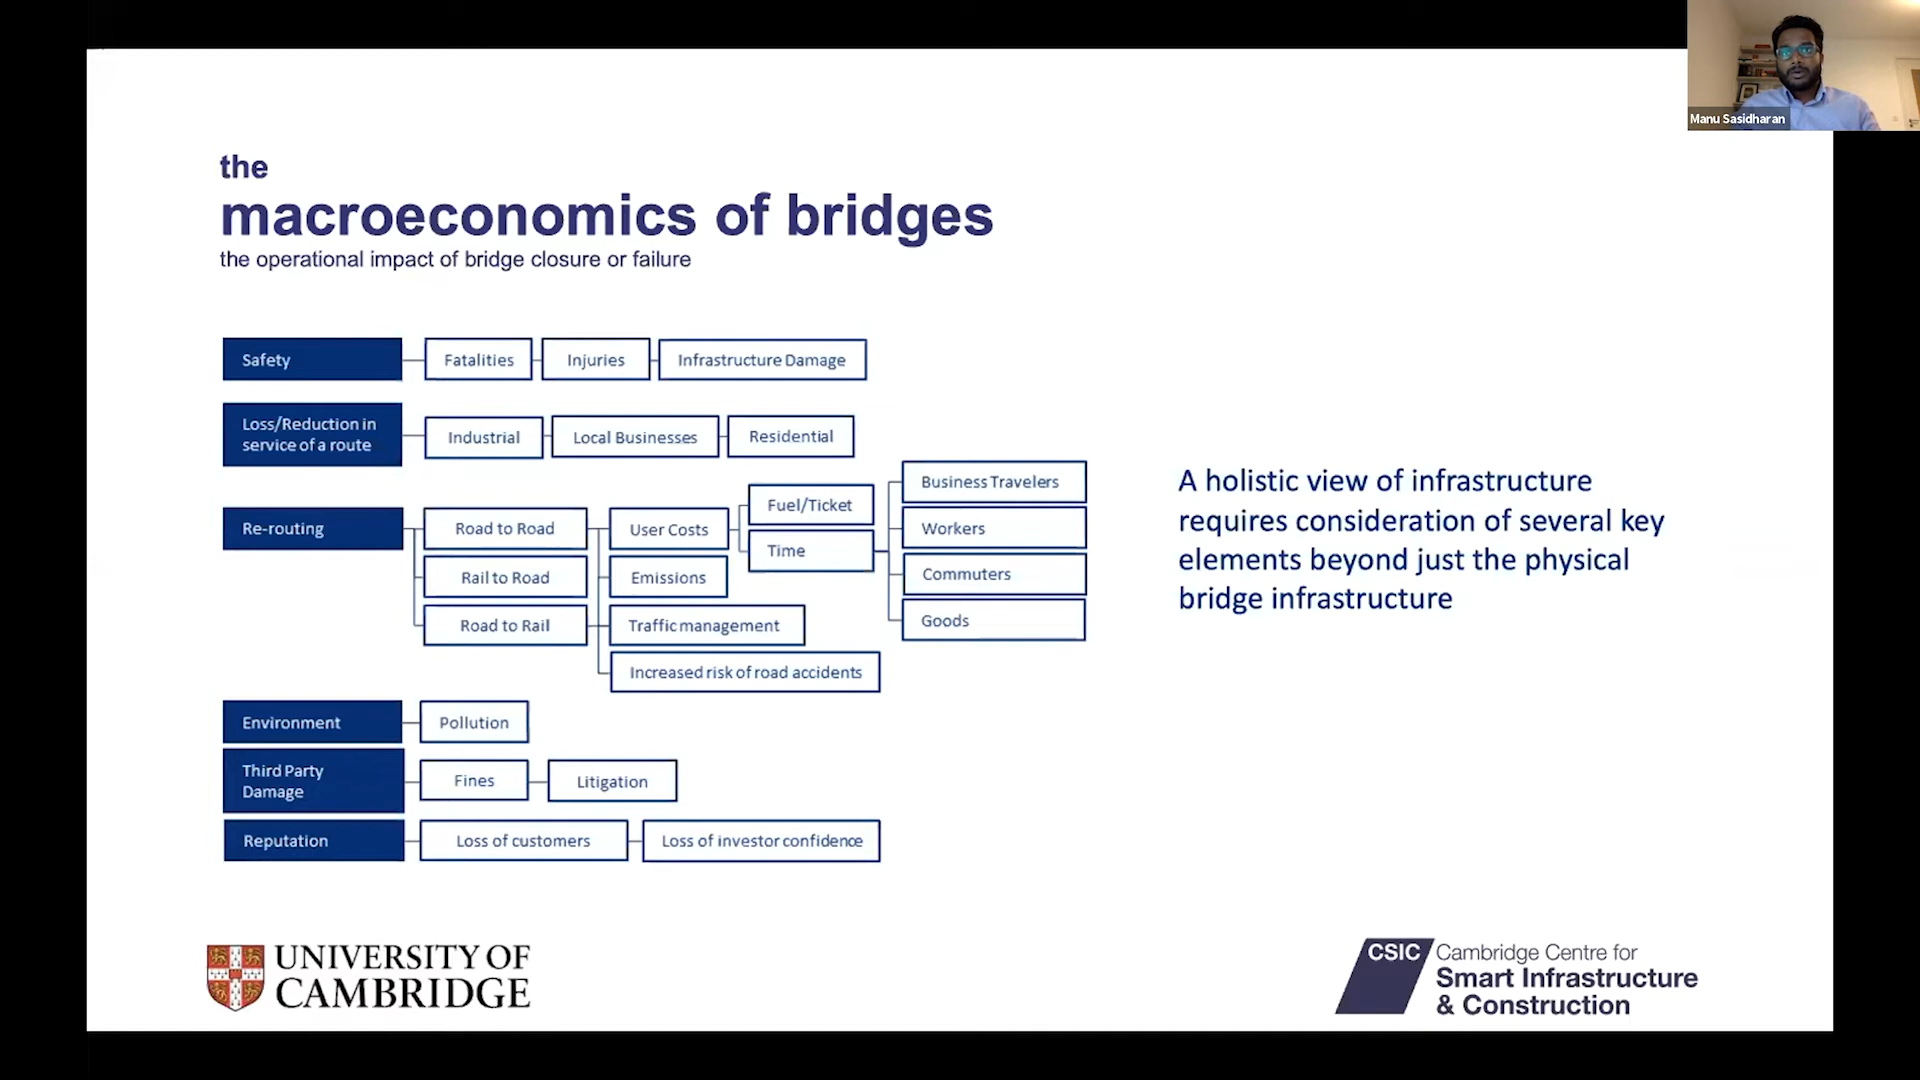 Manu Sasidharan
the
macroeconomics of bridges
the operational impact of bridge closure or failure
Safety
Fatalities
Injuries
Infrastructure Damage
Loss/Reduction in
service of a route
Industrial
Local Businesses
Residential
Re-routing
Road to Road
Rail to Road
Road to Rail
User Costs
Emissions
Traffic management
Increased risk of road accidents
Fuel/Ticket
Time
Business Travelers
Workers
Commuters
Goods
Environment
Pollution
Third Party
Damage
Fines
Litigation
Reputation
Loss of customers
Loss of investor confidence
A holistic view of infrastructure
requires consideration of several key
elements beyond just the physical
bridge infrastructure
UNIVERSITY OF
CAMBRIDGE
CSIC
Cambridge Centre for
Smart Infrastructure
& Construction